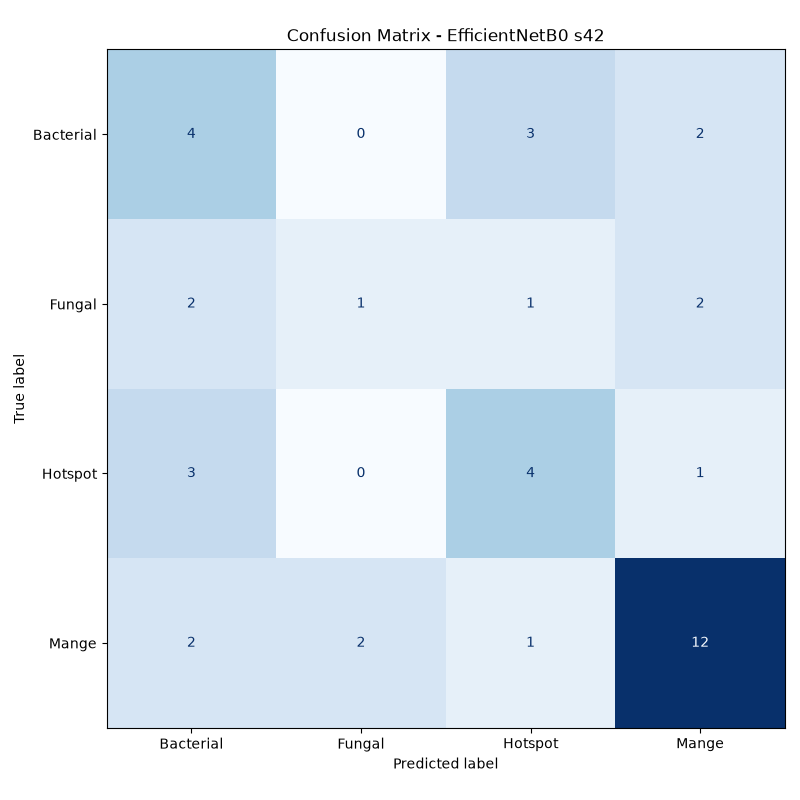 Confusion Matrix - EfficientNetB0 s42
Bacterial 4 0 3 2
Fungal 2 1 1 2
Hotspot 3 0 4 1
Mange 2 2 1 12
Bacterial Fungal Hotspot Mange
Predicted label
True label